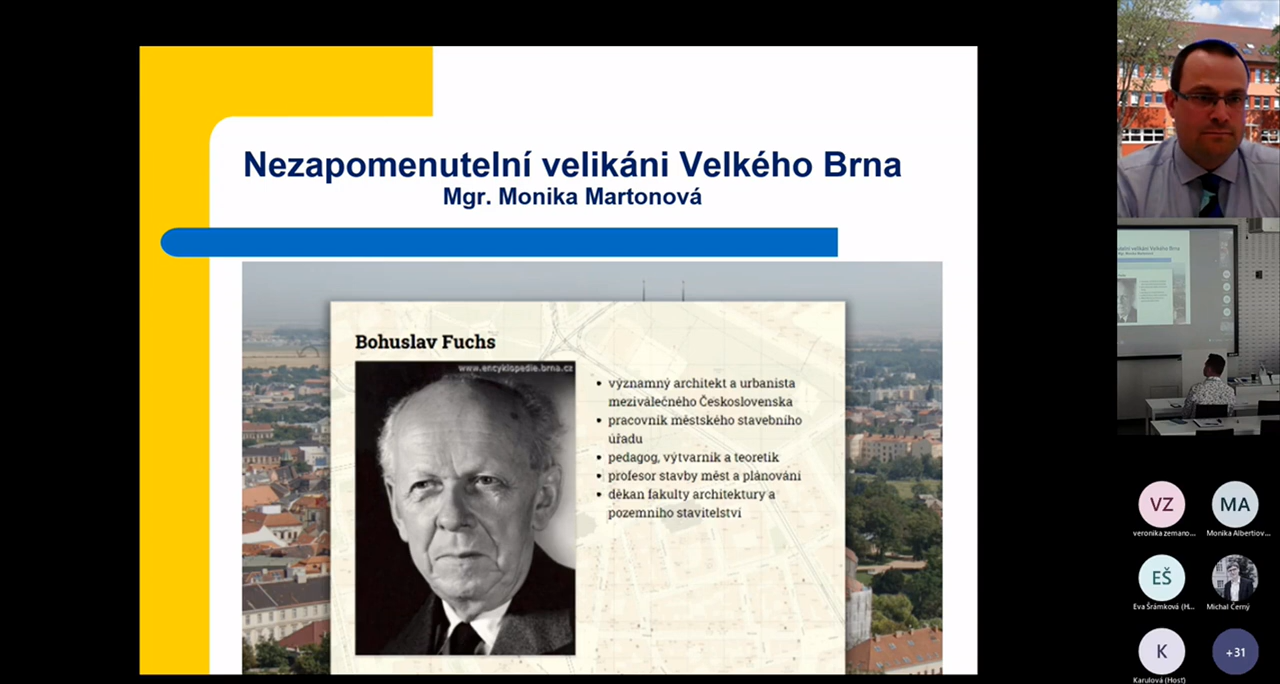 Nezapomenutelní velikáni Velkého Brna
Mgr. Monika Martonová
Bohuslav Fuchs
www.encyklopedie.brna.cz
• významný architekt a urbanista
meziválečného Československa
• pracovník městského stavebního
úřadu
• pedagog, výtvarník a teoretik
• profesor stavby měst a plánování
• děkan fakulty architektury a
pozemního stavitelství
VZ
MA
veronika zemano...
Monika Albertiov...
EŠ
Eva Šrámková (H...
Michal Černý
K
+31
Karulová (Host)